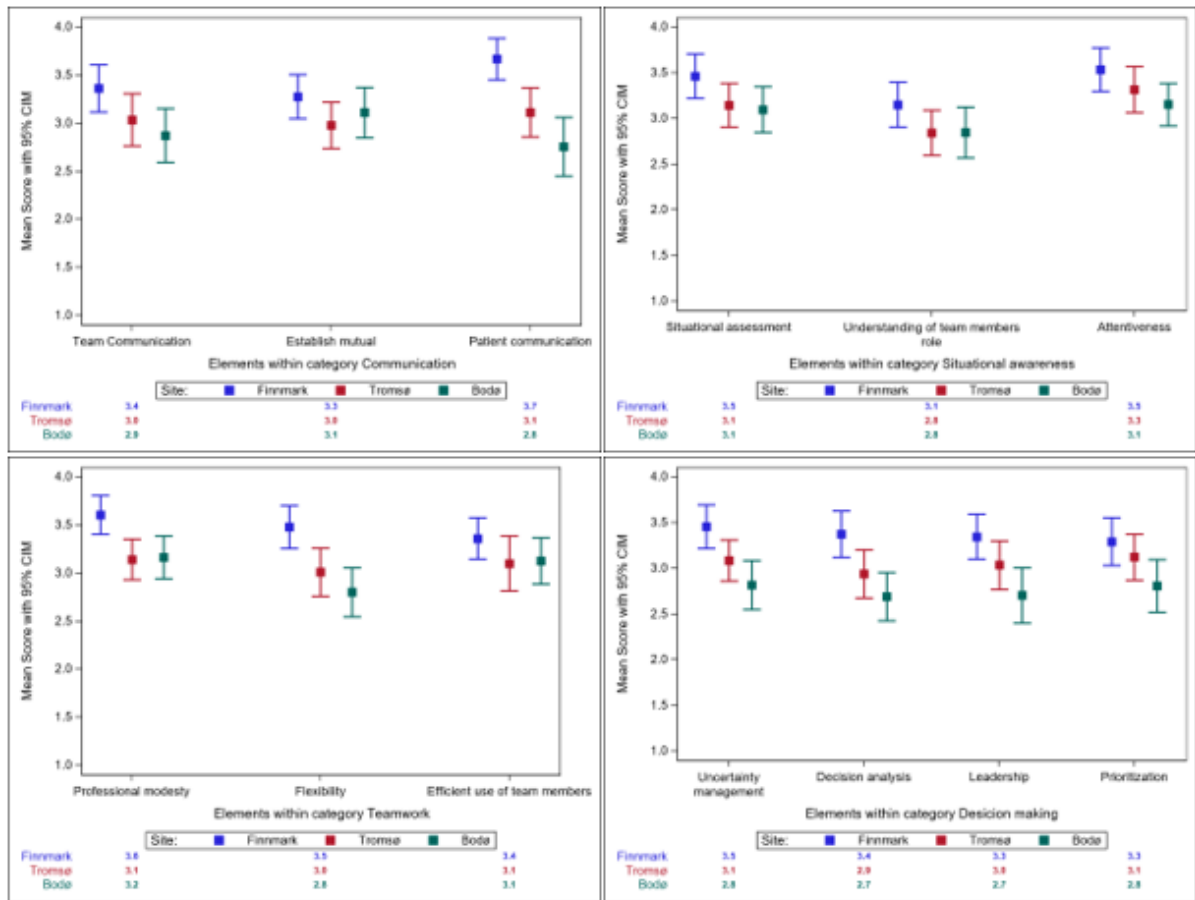 4.0
3.5
3.0
2.5
2.0
1.5
1.0
Mean Score with 95% CIM
Team Communication Establish mutual Patient communication
Elements within category Communication
Site: Finnmark Tromsø Bodø
Finnmark 3.4 3.3 3.7
Tromsø 3.0 3.0 3.1
Bodø 2.9 3.1 2.8
4.0
3.5
3.0
2.5
2.0
1.5
1.0
Mean Score with 95% CIM
Situational assessment Understanding of team members Attentiveness
role
Elements within category Situational awareness
Site: Finnmark Tromsø Bodø
Finnmark 3.5 3.1 3.5
Tromsø 3.1 2.8 3.3
Bodø 3.1 2.8 3.1
4.0
3.5
3.0
2.5
2.0
1.5
1.0
Mean Score with 95% CIM
Professional modesty Flexibility Efficient use of team members
Elements within category Teamwork
Site: Finnmark Tromsø Bodø
Finnmark 3.6 3.5 3.4
Tromsø 3.1 3.0 3.1
Bodø 3.2 2.8 3.1
4.0
3.5
3.0
2.5
2.0
1.5
1.0
Mean Score with 95% CIM
Uncertainty Decision analysis Leadership Prioritization
management
Elements within category Desicion making
Site: Finnmark Tromsø Bodø
Finnmark 3.5 3.4 3.3 3.3
Tromsø 3.1 2.9 3.0 3.1
Bodø 2.8 2.7 2.7 2.8